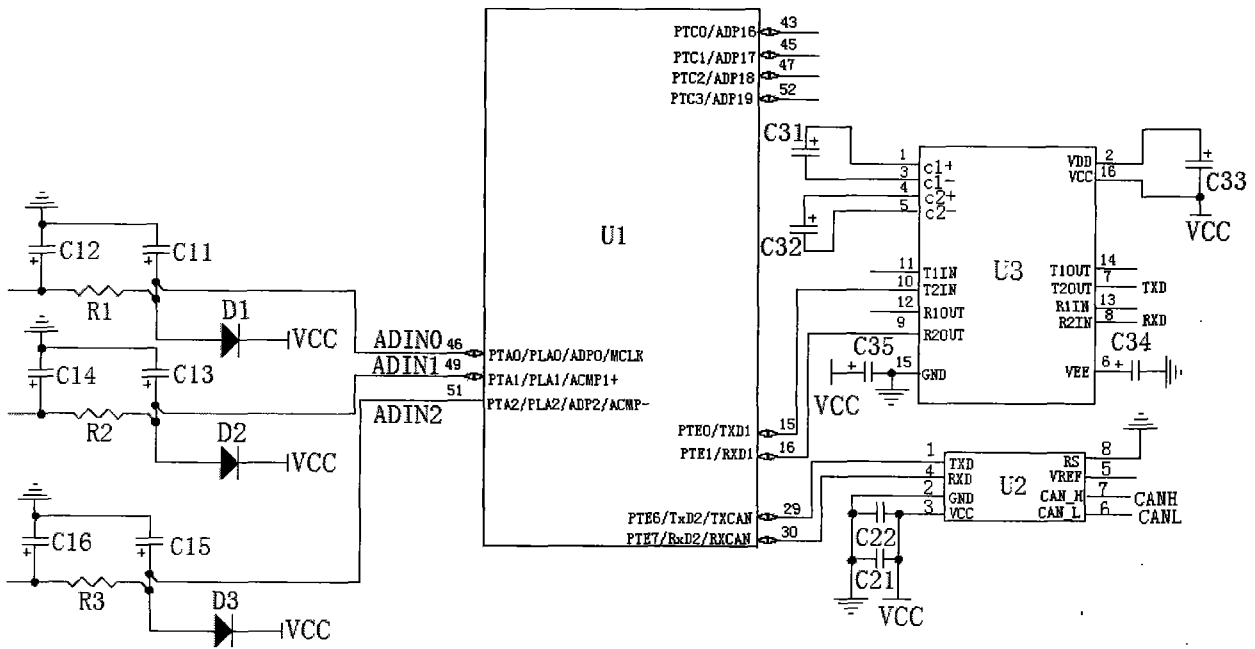 PTC0/ADP16 43
PTC1/ADP17 45
PTC2/ADP18 47
PTC3/ADP19 52
U1
C31
C32
1 c1+
3 c1-
4 c2+
5 c2-
VDD 2
VCC 16
C33
VCC
U3
11 T1IN
10 T2IN
12 R1OUT
9 R2OUT
T1OUT 14
T2OUT 7 TXD
R1IN 13
R2IN 8 RXD
C35
15 GND
VCC
VEE 6
C34
C12
C11
R1
D1
VCC
C14
C13
R2
D2
VCC
C16
C15
R3
D3
VCC
ADIN0 46 PTA0/PLA0/ADP0/MCLK
ADIN1 49 PTA1/PLA1/ACMP1+
ADIN2 51 PTA2/PLA2/ADP2/ACMP-
PTE0/TXD1 15
PTE1/RXD1 16
PTE6/TxD2/TXCAN 29
PTE7/RxD2/RXCAN 30
1 TXD
4 RXD
2 GND
3 VCC
U2
RS 8
VREF 5
CAN_H 7 CANH
CAN_L 6 CANL
C22
C21
VCC